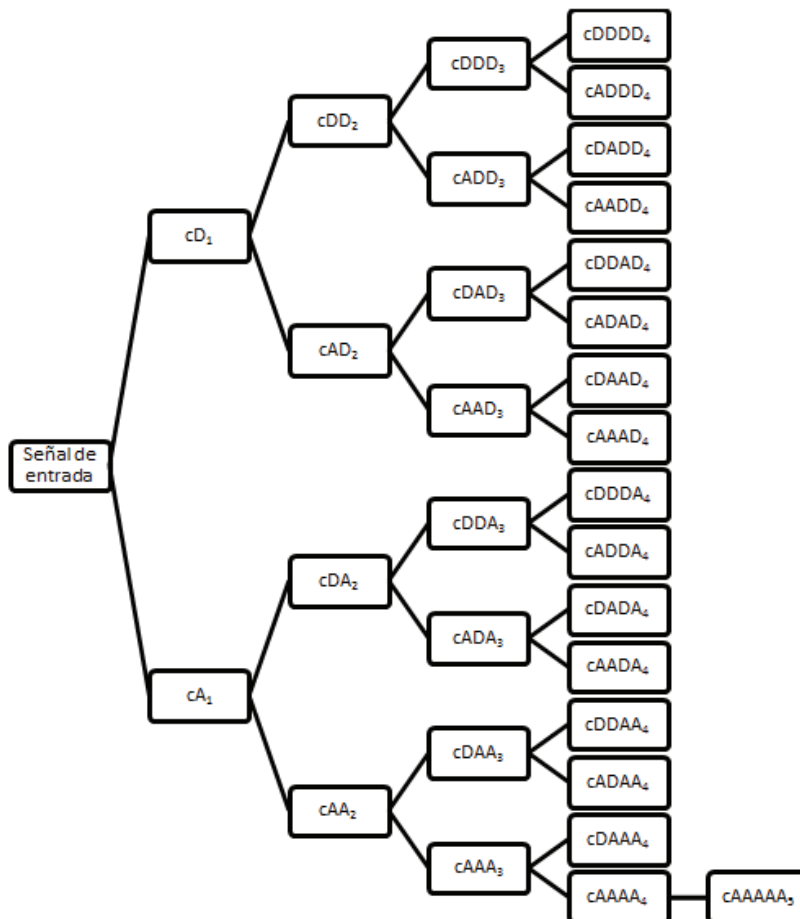 cDDDD₄
cDDD₃
cADDD₄
cDD₂
cDADD₄
cADD₃
cAADD₄
cD₁
cDDAD₄
cDAD₃
cADAD₄
cAD₂
cDAAD₄
cAAD₃
cAAAD₄
Señal de
entrada
cDDDA₄
cDDA₃
cADDA₄
cDA₂
cDADA₄
cADA₃
cAADA₄
cA₁
cDDAA₄
cDAA₃
cADAA₄
cAA₂
cDAAA₄
cAAA₃
cAAAA₄
cAAAAA₅